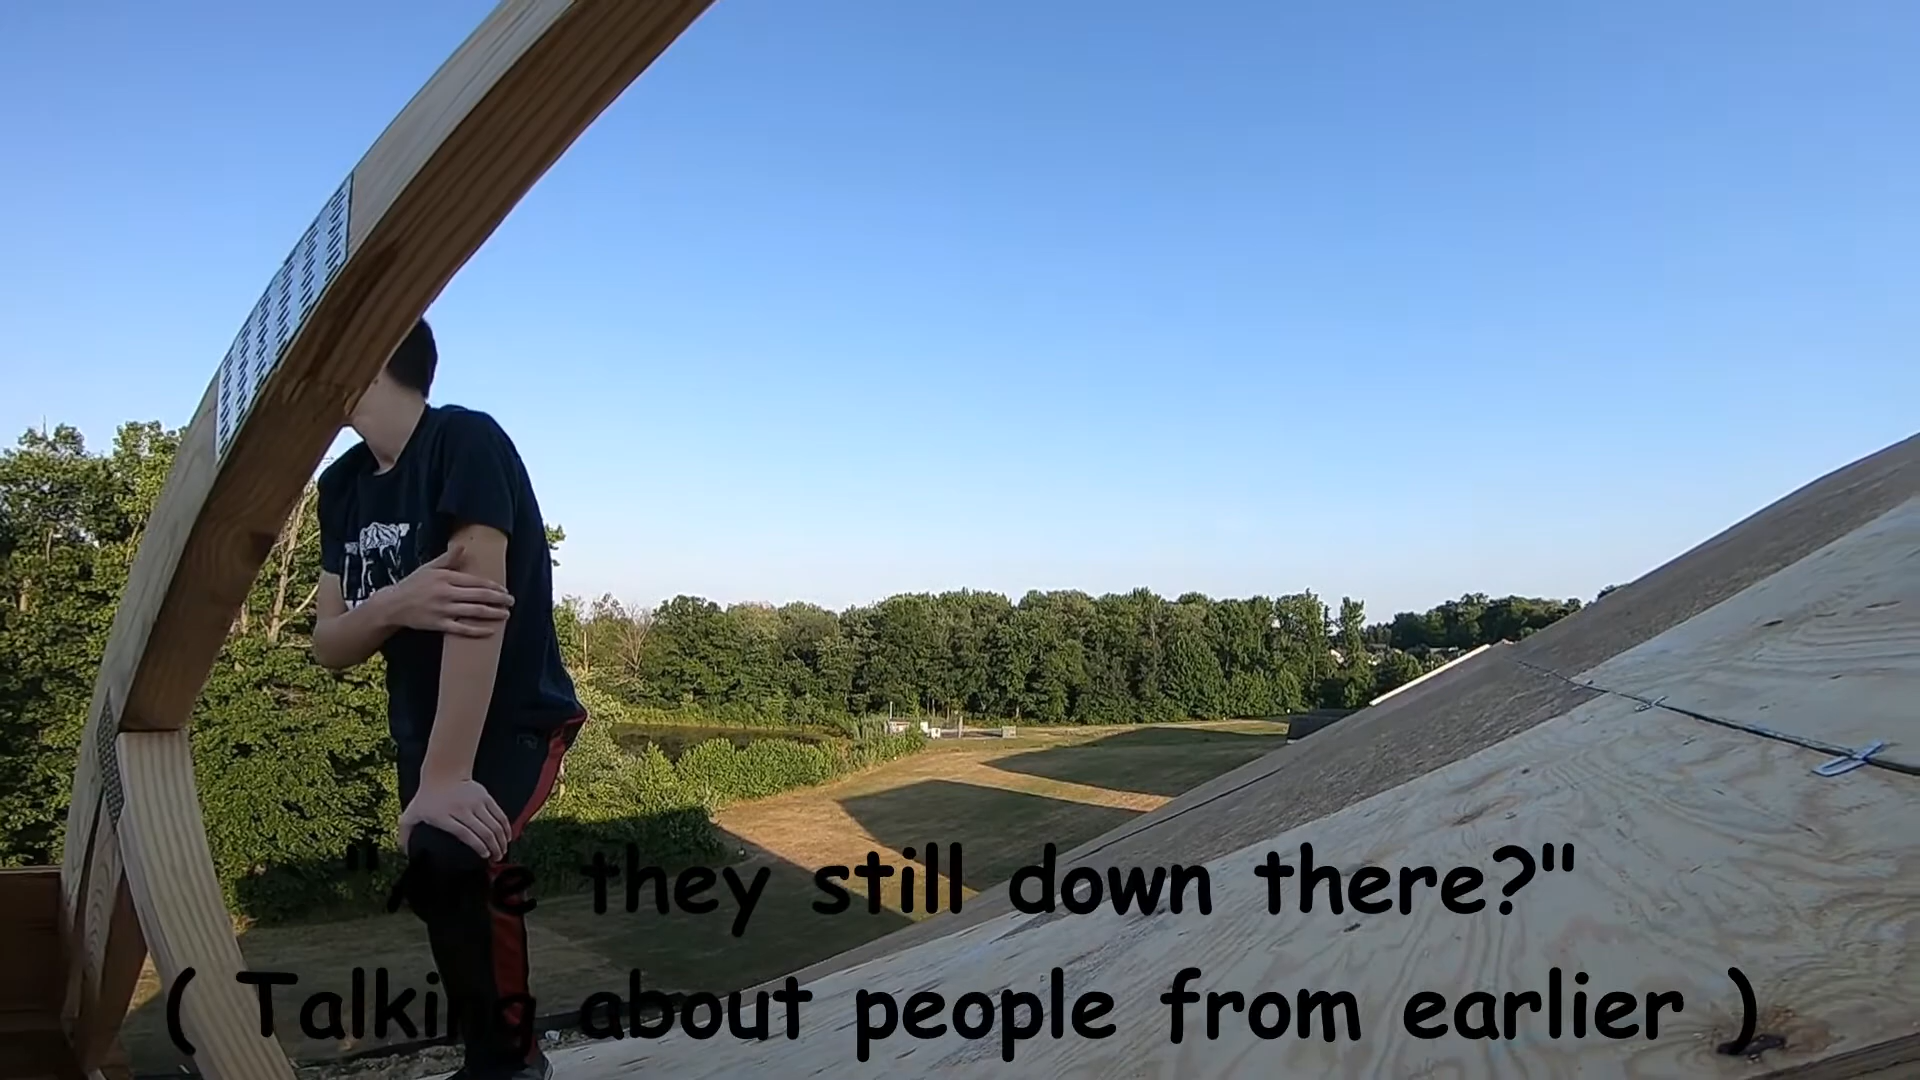 "Are they still down there?"
( Talking about people from earlier )